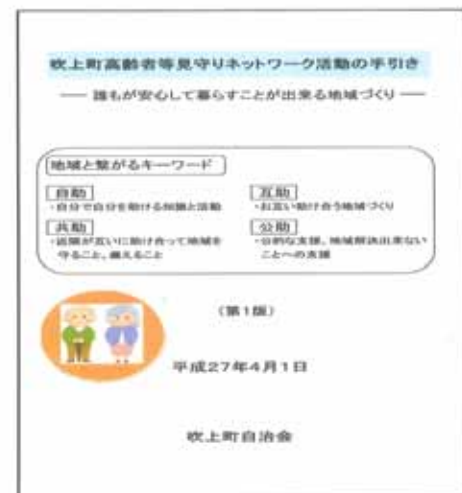 吹上町高齢者等見守りネットワーク活動の手引き
── 誰もが安心して暮らすことが出来る地域づくり ──
地域と繋がるキーワード
自助
・自分で自分を助ける知識と活動
互助
・お互い助け合う地域づくり
共助
・近隣が互いに助け合って地域を
守ること、備えること
公助
・公的な支援、地域解決出来ない
ことへの支援
(第1版)
平成27年4月1日
吹上町自治会